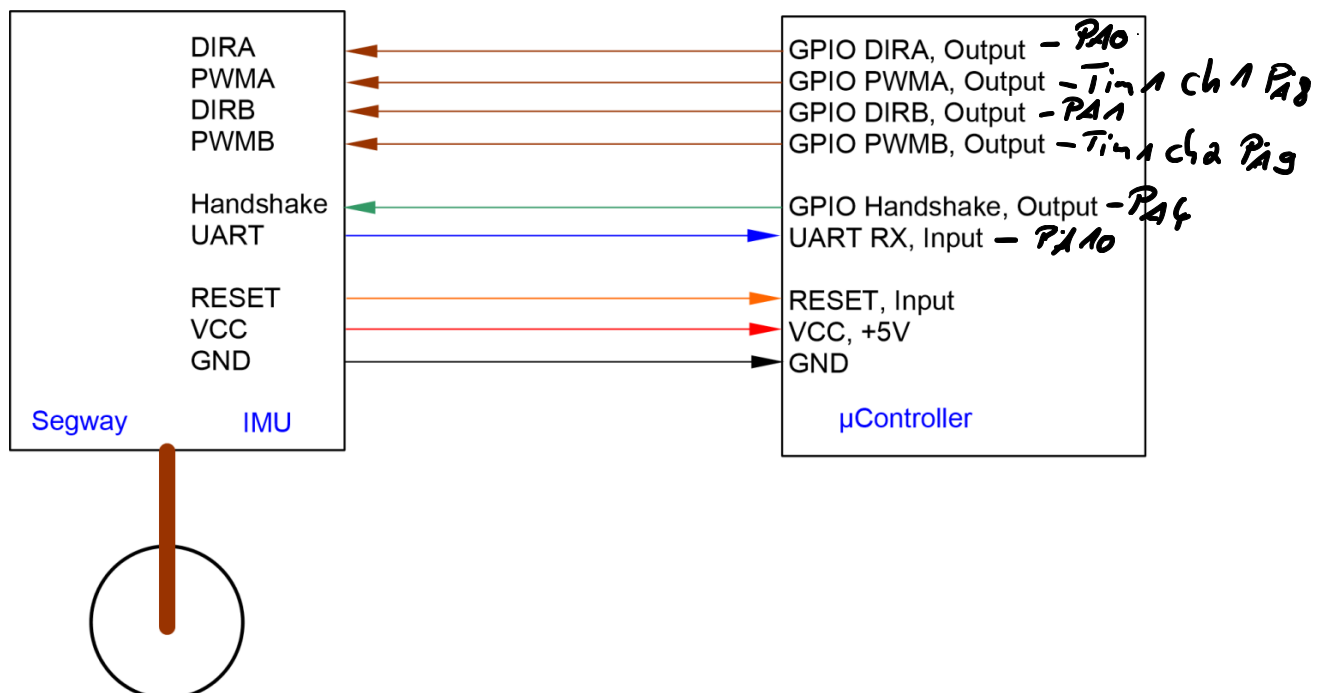 DIRA
PWMA
DIRB
PWMB
Handshake
UART
RESET
VCC
GND
Segway IMU
GPIO DIRA, Output - PA0
GPIO PWMA, Output - Tim1 ch1 PA8
GPIO DIRB, Output - PA1
GPIO PWMB, Output - Tim1 ch2 PA9
GPIO Handshake, Output - PA4
UART RX, Input - PA10
RESET, Input
VCC, +5V
GND
µController